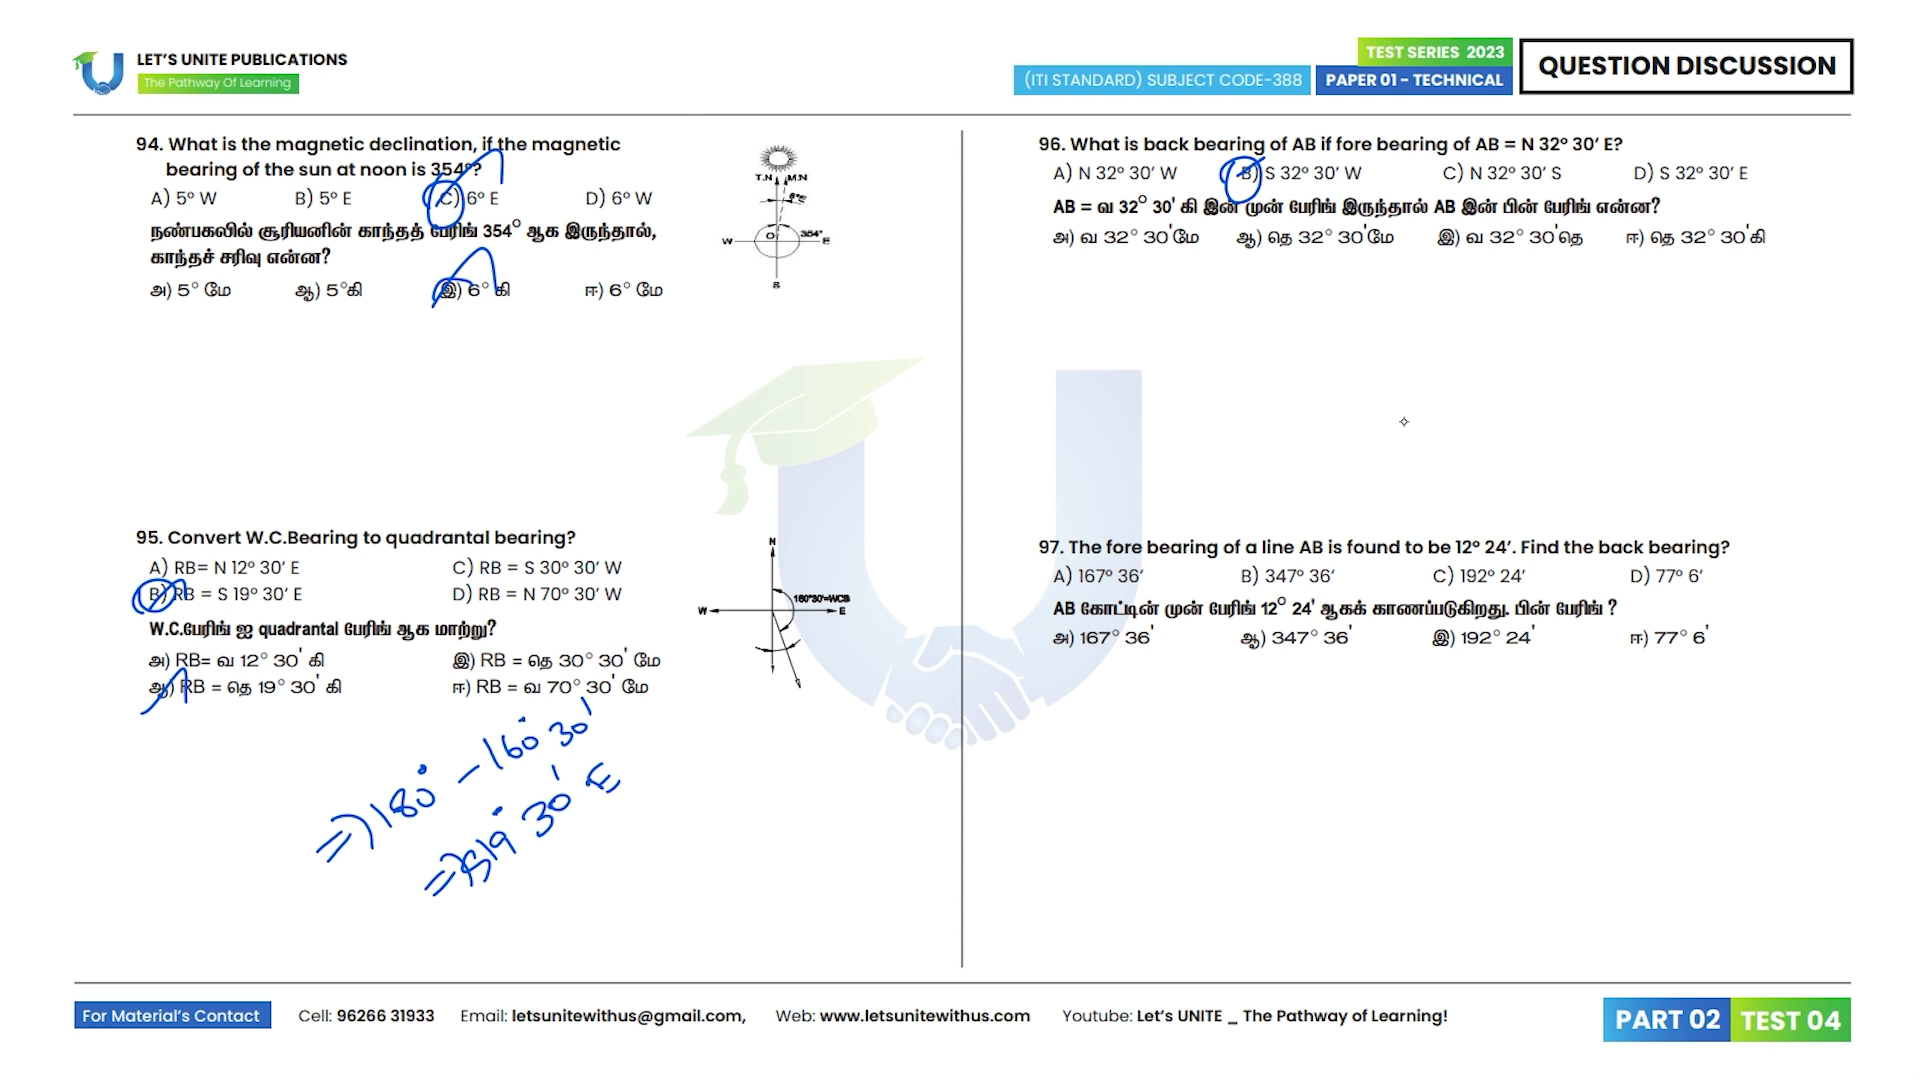 LET'S UNITE PUBLICATIONS
The Pathway Of Learning
TEST SERIES 2023
(ITI STANDARD) SUBJECT CODE-388
PAPER 01 - TECHNICAL
QUESTION DISCUSSION
94. What is the magnetic declination, if the magnetic
bearing of the sun at noon is 354°?
A) 5° W B) 5° E C) 6° E D) 6° W
நண்பகலில் சூரியனின் காந்தத் பேரிங் 354° ஆக இருந்தால்,
காந்தச் சரிவு என்ன?
அ) 5° மே ஆ) 5°கி இ) 6° கி ஈ) 6° மே
T.N M.N
6°E
W O 354° E
S
95. Convert W.C.Bearing to quadrantal bearing?
A) RB= N 12° 30' E C) RB = S 30° 30' W
B) RB = S 19° 30' E D) RB = N 70° 30' W
W.C.பேரிங் ஐ quadrantal பேரிங் ஆக மாற்று?
அ) RB= வ 12° 30' கி இ) RB = தெ 30° 30' மே
ஆ) RB = தெ 19° 30' கி ஈ) RB = வ 70° 30' மே
N
160°30'=WCB
W E
=> 180° - 160° 30'
=> S19° 30' E
96. What is back bearing of AB if fore bearing of AB = N 32° 30' E?
A) N 32° 30' W B) S 32° 30' W C) N 32° 30' S D) S 32° 30' E
AB = வ 32° 30' கி இன் முன் பேரிங் இருந்தால் AB இன் பின் பேரிங் என்ன?
அ) வ 32° 30'மே ஆ) தெ 32° 30'மே இ) வ 32° 30'தெ ஈ) தெ 32° 30'கி
97. The fore bearing of a line AB is found to be 12° 24'. Find the back bearing?
A) 167° 36' B) 347° 36' C) 192° 24' D) 77° 6'
AB கோட்டின் முன் பேரிங் 12° 24' ஆகக் காணப்படுகிறது. பின் பேரிங் ?
அ) 167° 36' ஆ) 347° 36' இ) 192° 24' ஈ) 77° 6'
For Material's Contact Cell: 96266 31933 Email: letsunitewithus@gmail.com, Web: www.letsunitewithus.com Youtube: Let's UNITE _ The Pathway of Learning!
PART 02 TEST 04